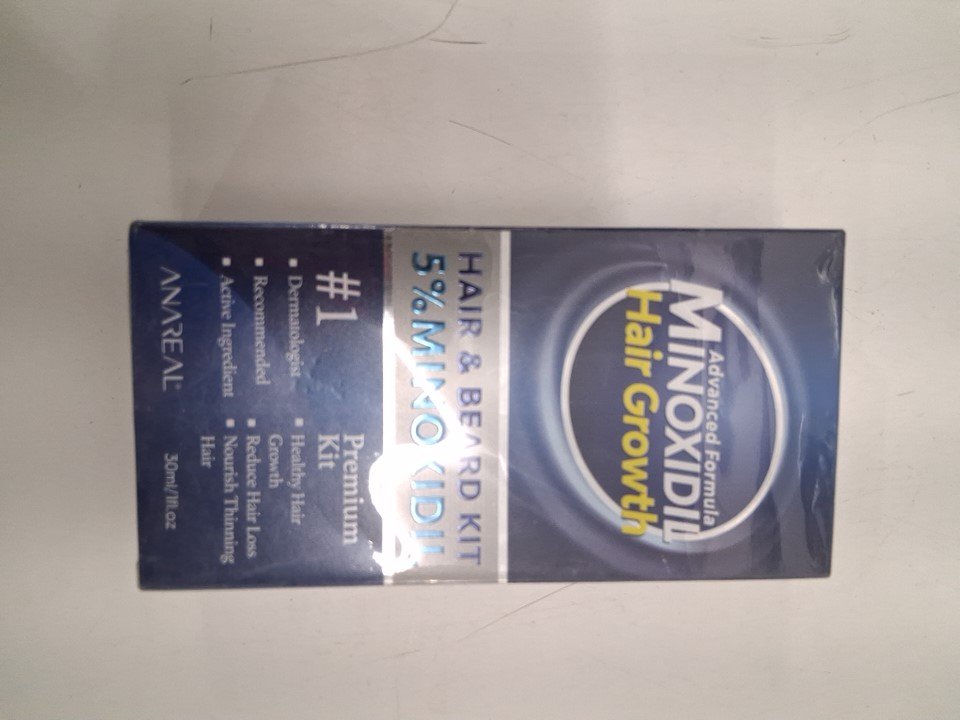 Advanced Formula
MINOXIDIL
Hair Growth
HAIR & BEARD KIT
5% MINOXIDIL
#1
Premium
Kit
▪ Dermatologist
▪ Recommended
▪ Active Ingredient
▪ Healthy Hair
Growth
▪ Reduce Hair Loss
▪ Nourish Thinning
Hair
ANAREAL
30ml/1fl.oz